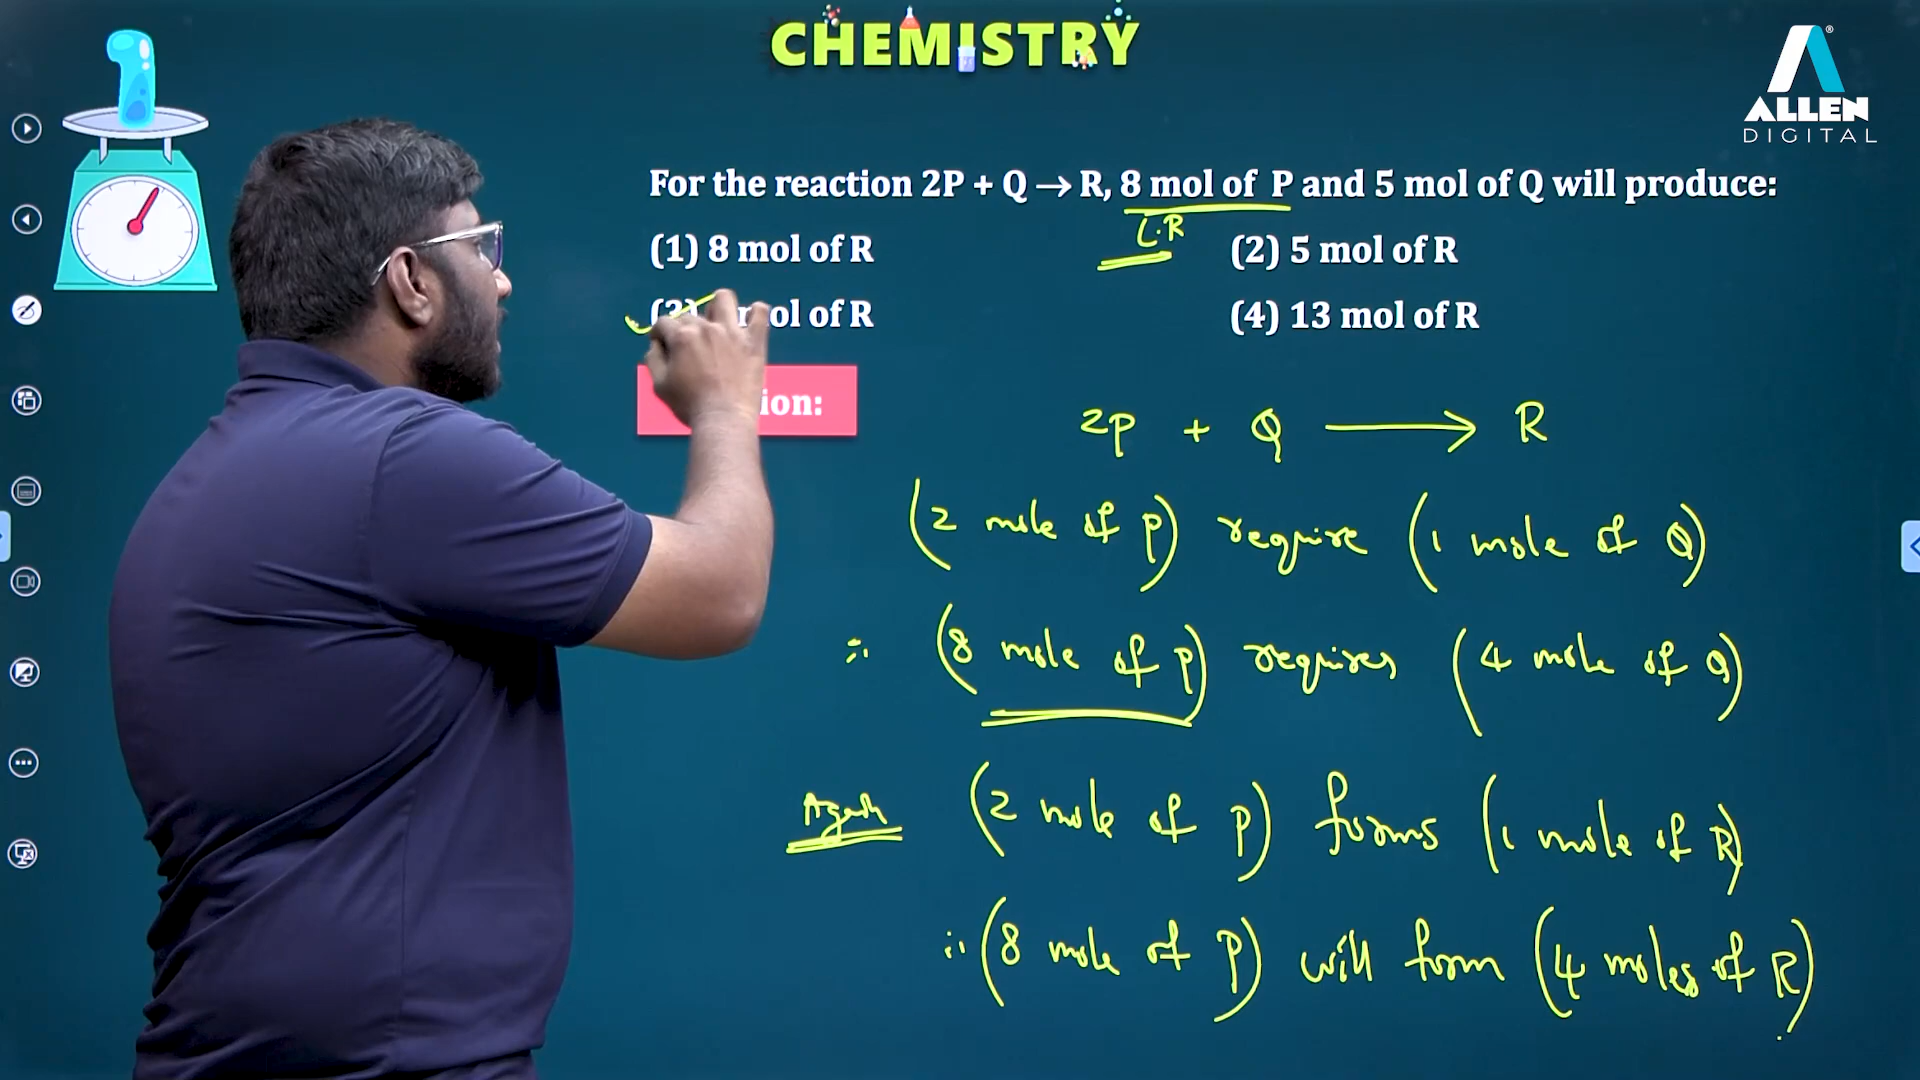 CHEMISTRY
ALLEN
DIGITAL
For the reaction 2P + Q → R, 8 mol of P and 5 mol of Q will produce:
L.R
(1) 8 mol of R
(2) 5 mol of R
(3) mol of R
(4) 13 mol of R
ion:
2P + Q → R
(2 mole of P) require (1 mole of Q)
∴ (8 mole of P) requires (4 mole of Q)
Again (2 mole of P) forms (1 mole of R)
∴ (8 mole of P) will form (4 moles of R)